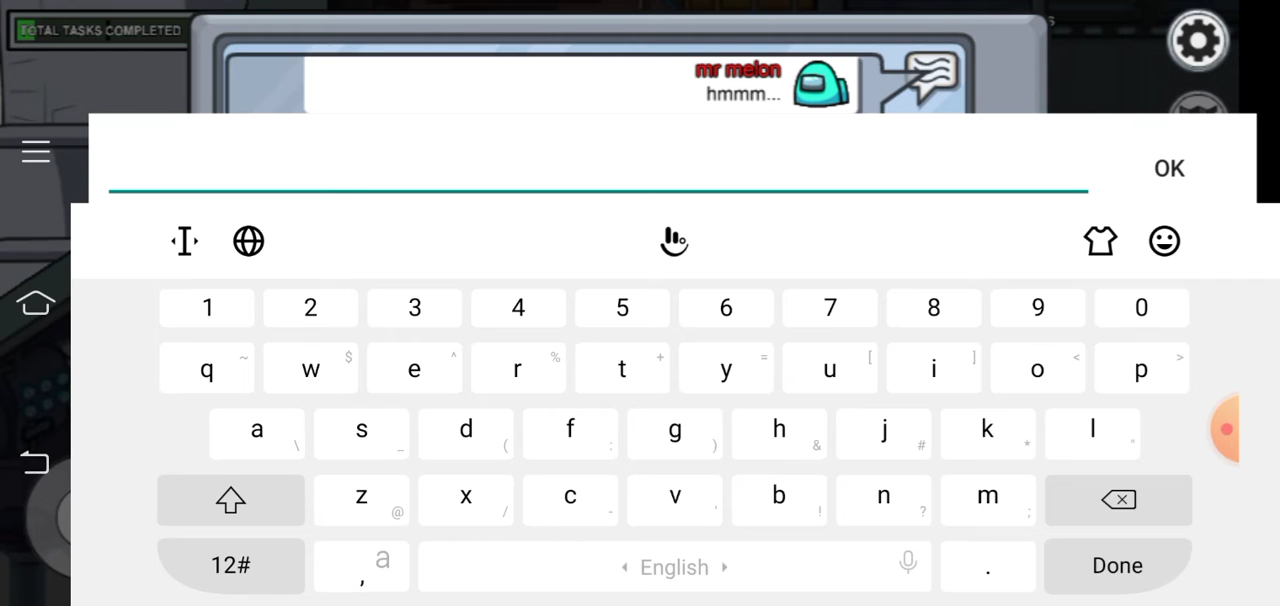 TOTAL TASKS COMPLETED
mr melon
hmmm...
OK
1 2 3 4 5 6 7 8 9 0
q ~ w $ e ^ r % t + y = u [ i ] o < p >
a \ s _ d ( f : g ) h & j # k * l "
z @ x / c - v ' b ! n ? m ;
12# , a English . Done